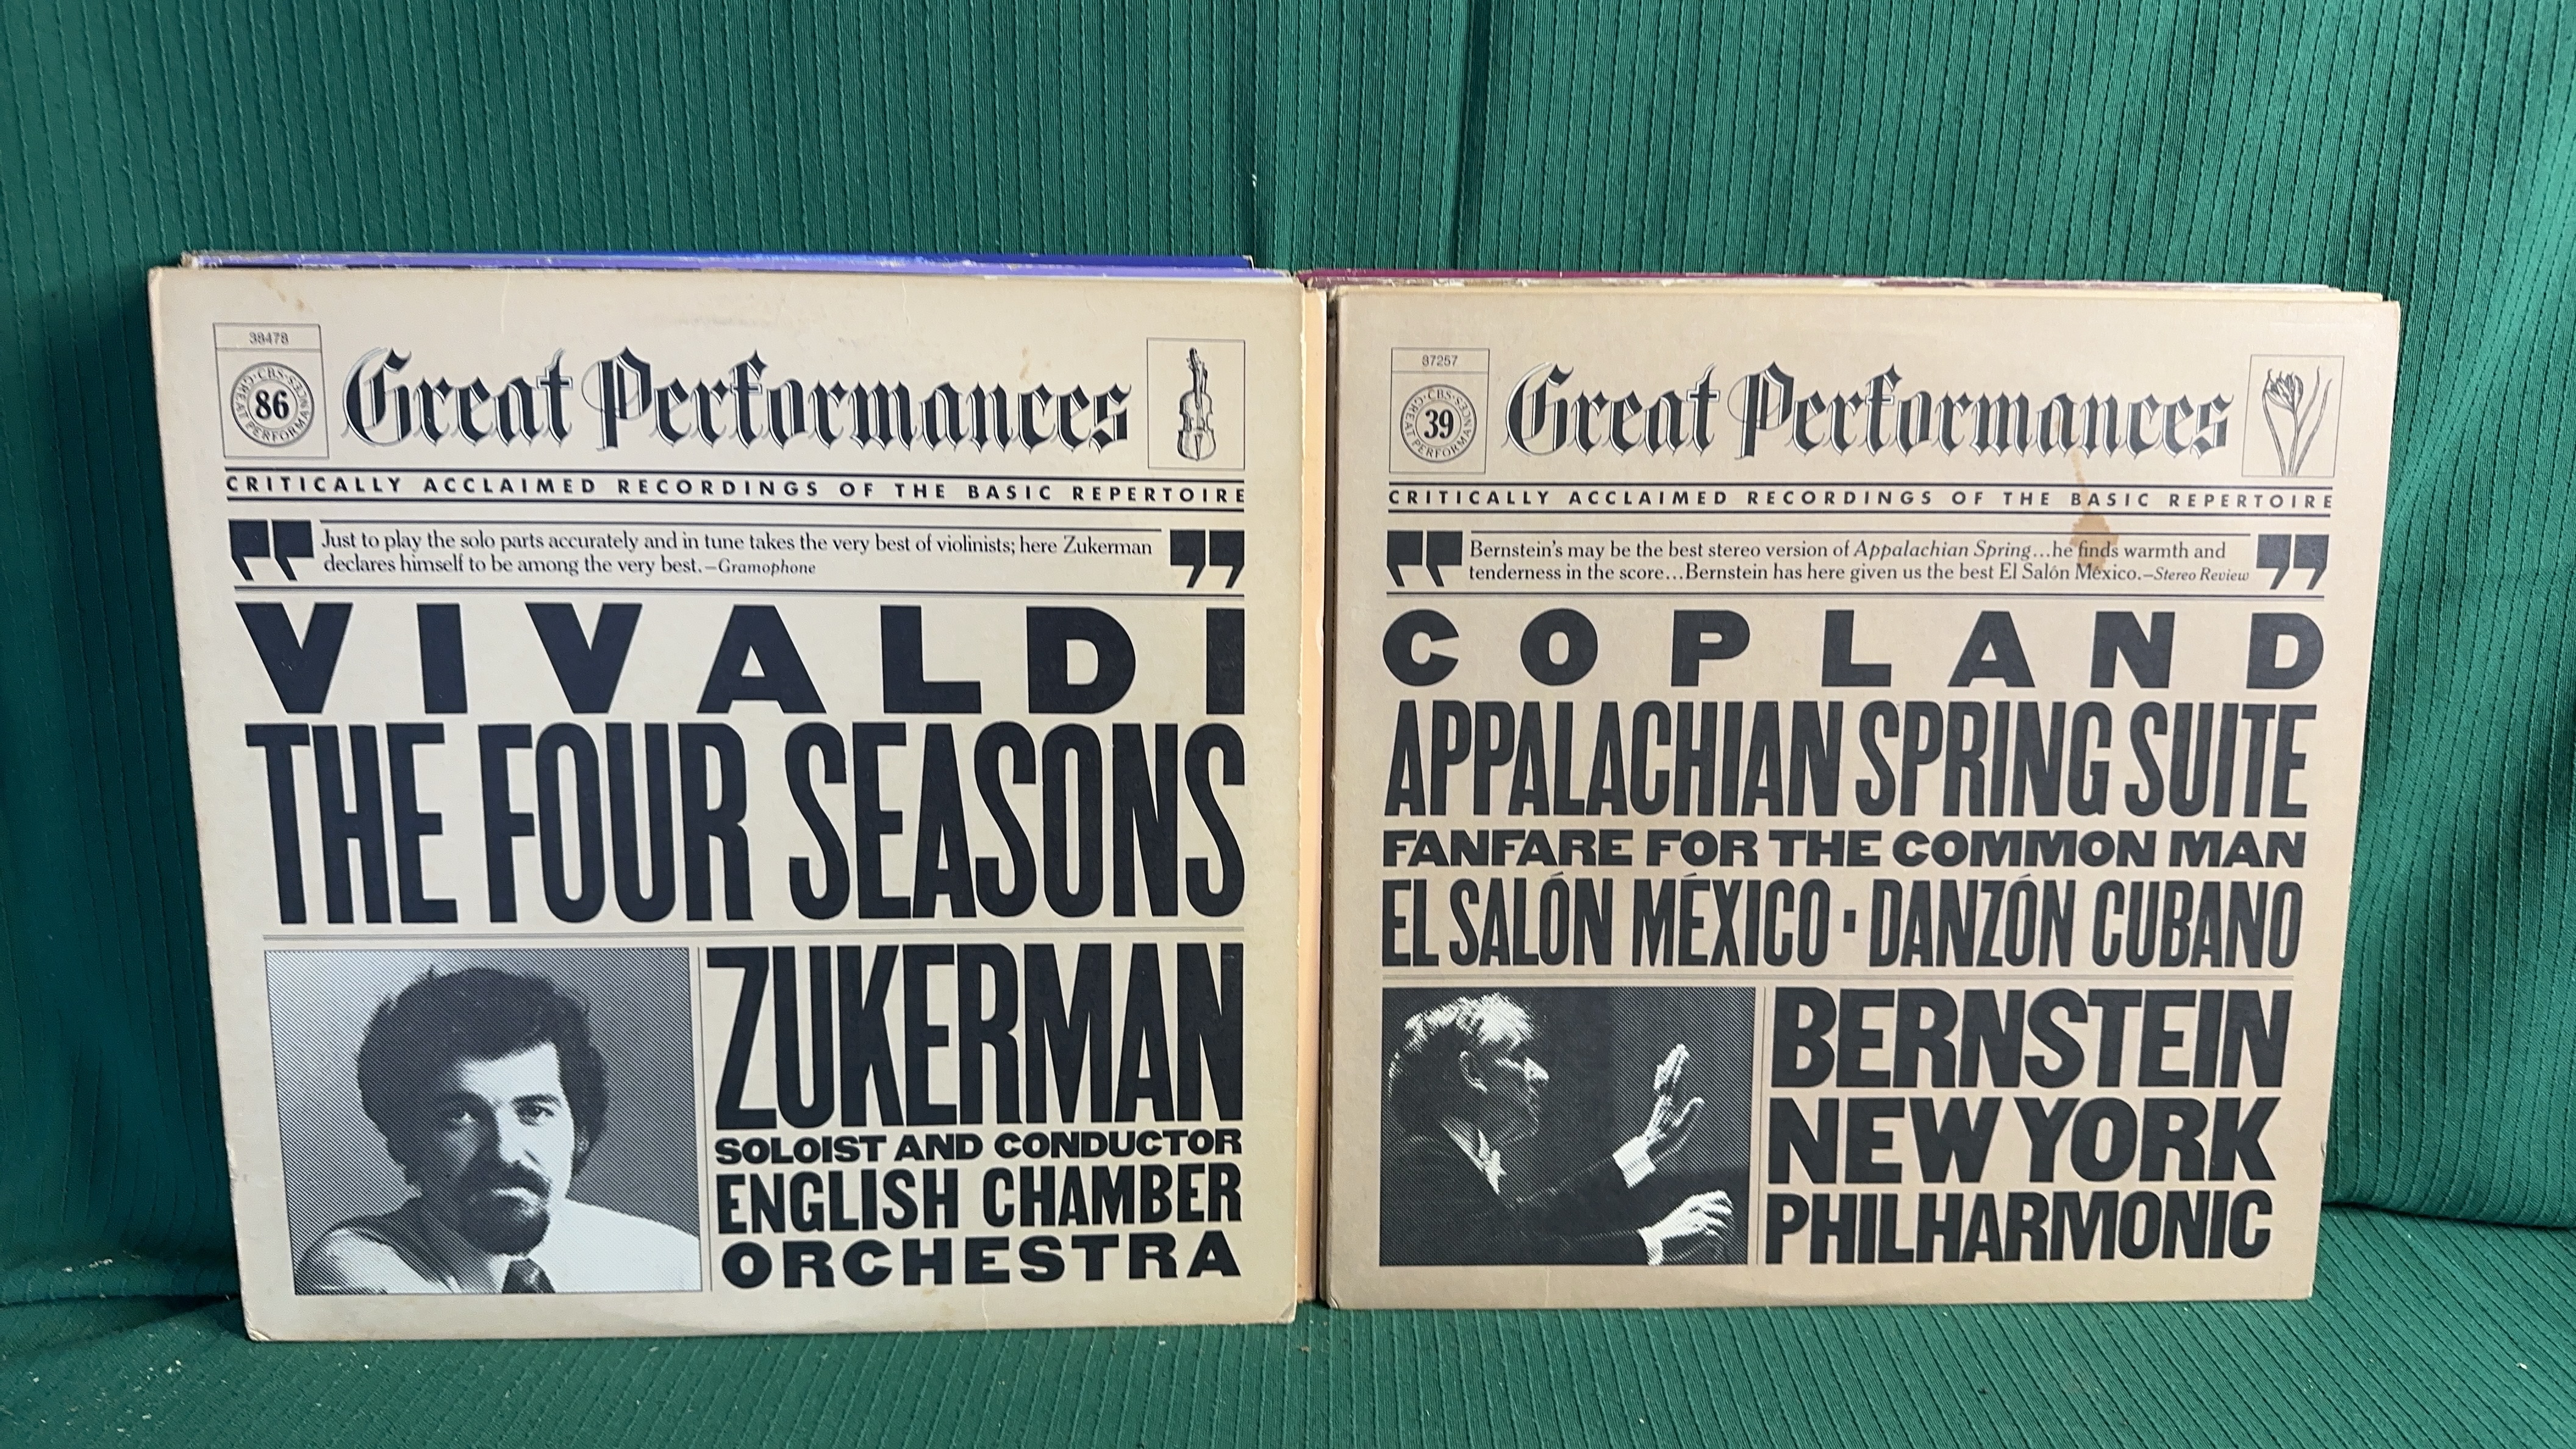 38478
CBS GREAT PERFORMANCES
86
Great Performances
CRITICALLY ACCLAIMED RECORDINGS OF THE BASIC REPERTOIRE
Just to play the solo parts accurately and in tune takes the very best of violinists; here Zukerman
declares himself to be among the very best.—Gramophone
VIVALDI
THE FOUR SEASONS
ZUKERMAN
SOLOIST AND CONDUCTOR
ENGLISH CHAMBER
ORCHESTRA
37257
CBS GREAT PERFORMANCES
39
Great Performances
CRITICALLY ACCLAIMED RECORDINGS OF THE BASIC REPERTOIRE
Bernstein's may be the best stereo version of Appalachian Spring...he finds warmth and
tenderness in the score...Bernstein has here given us the best El Salón México.—Stereo Review
COPLAND
APPALACHIAN SPRING SUITE
FANFARE FOR THE COMMON MAN
EL SALÓN MÉXICO · DANZÓN CUBANO
BERNSTEIN
NEW YORK
PHILHARMONIC